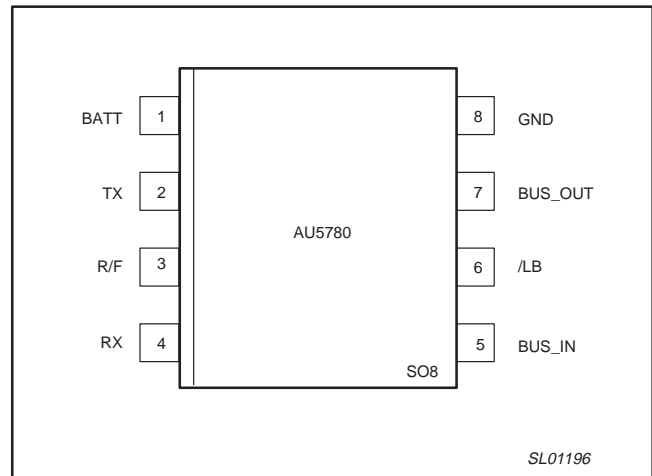 BATT 1 8 GND
TX 2 7 BUS_OUT
AU5780
R/F 3 6 /LB
RX 4 5 BUS_IN
SO8
SL01196